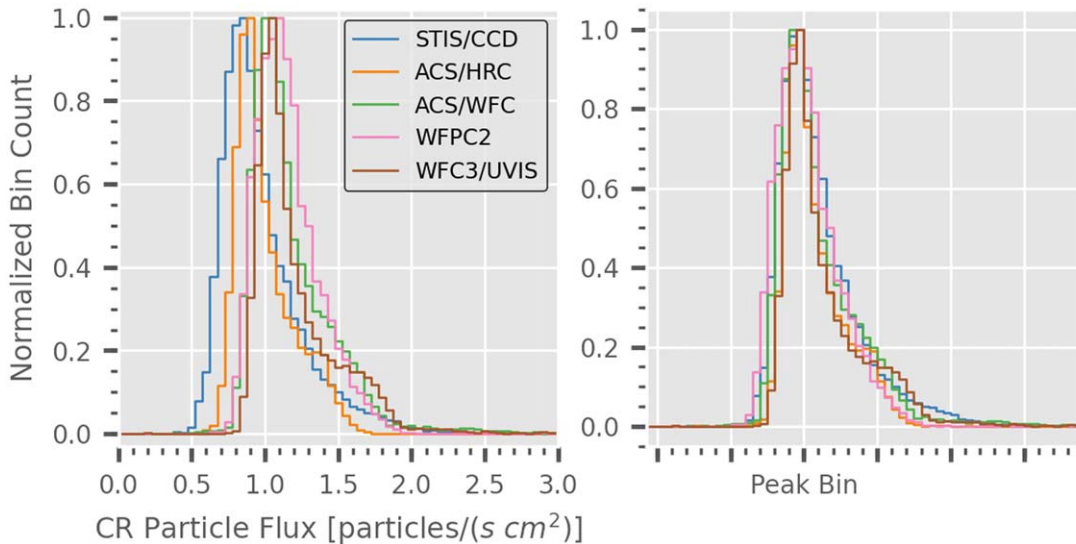 1.0
0.8
0.6
0.4
0.2
0.0
Normalized Bin Count
STIS/CCD
ACS/HRC
ACS/WFC
WFPC2
WFC3/UVIS
0.0 0.5 1.0 1.5 2.0 2.5 3.0
CR Particle Flux [particles/(s cm²)]
1.0
0.8
0.6
0.4
0.2
0.0
Peak Bin